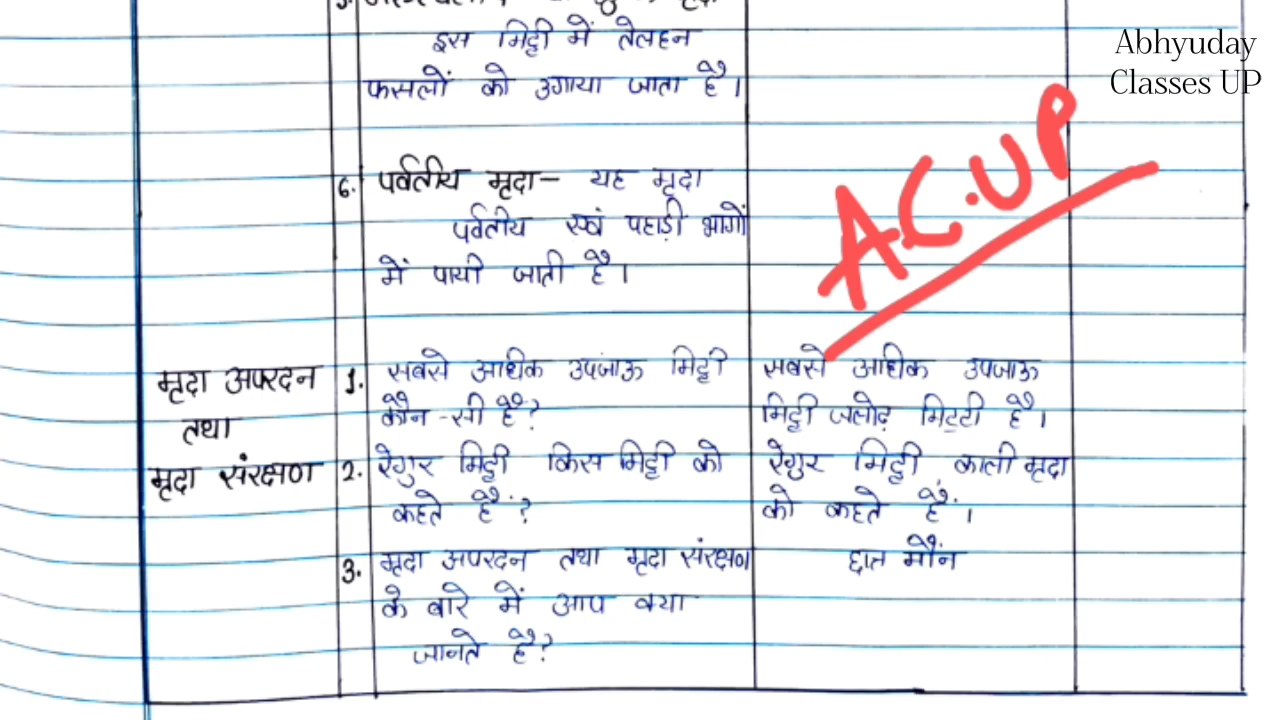 5.
इस मिट्टी में तेलहन
फसलों को उगाया जाता है।
Abhyuday
Classes UP
A.C.UP
6. पर्वतीय मृदा— यह मृदा
पर्वतीय एवं पहाड़ी भागों
में पायी जाती है।
मृदा अपरदन
तथा
मृदा संरक्षण
1. सबसे अधिक उपजाऊ मिट्टी
कौन-सी है?
2. रेगुर मिट्टी किस मिट्टी को
कहते हैं?
3. मृदा अपरदन तथा मृदा संरक्षण
के बारे में आप क्या
जानते है?
सबसे अधिक उपजाऊ
मिट्टी जलोढ़ मिट्टी है।
रेगुर मिट्टी काली मृदा
को कहते हैं।
छात्र मौन